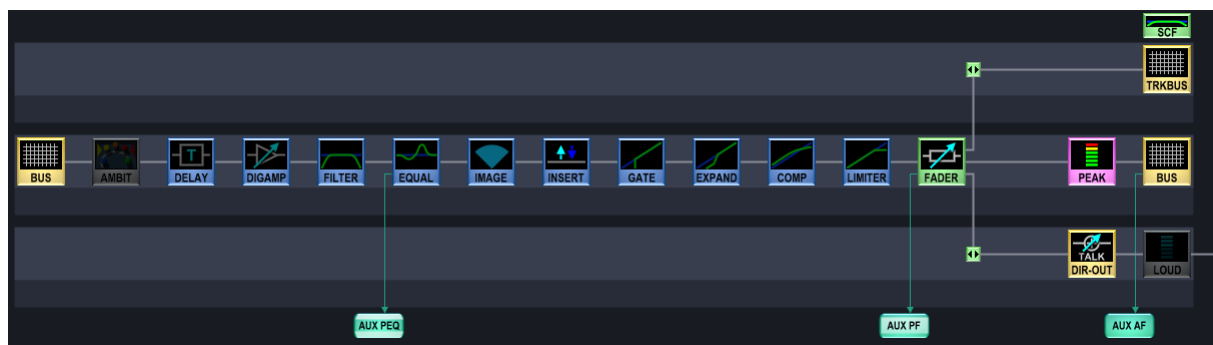 SCF
TRKBUS
BUS AMBIT T DELAY DIGAMP FILTER EQUAL IMAGE INSERT GATE EXPAND COMP LIMITER FADER PEAK BUS
TALK
DIR-OUT LOUD
AUX PEQ AUX PF AUX AF